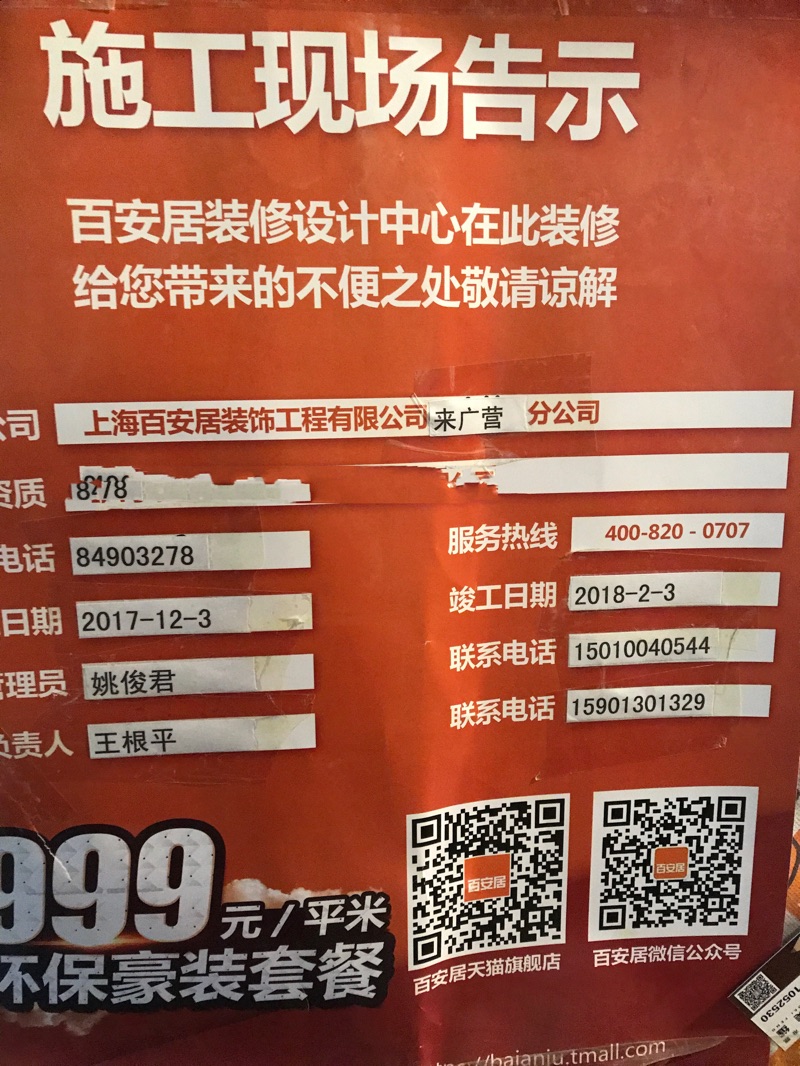 施工现场告示
百安居装修设计中心在此装修
给您带来的不便之处敬请谅解
公司 上海百安居装饰工程有限公司 来广营 分公司
资质
电话 84903278 服务热线 400-820-0707
日期 2017-12-3 竣工日期 2018-2-3
管理员 姚俊君 联系电话 15010040544
负责人 王根平 联系电话 15901301329
999元/平米
环保豪装套餐
百安居
百安居
百安居天猫旗舰店
百安居微信公众号
1052530
//baianju.tmall.com